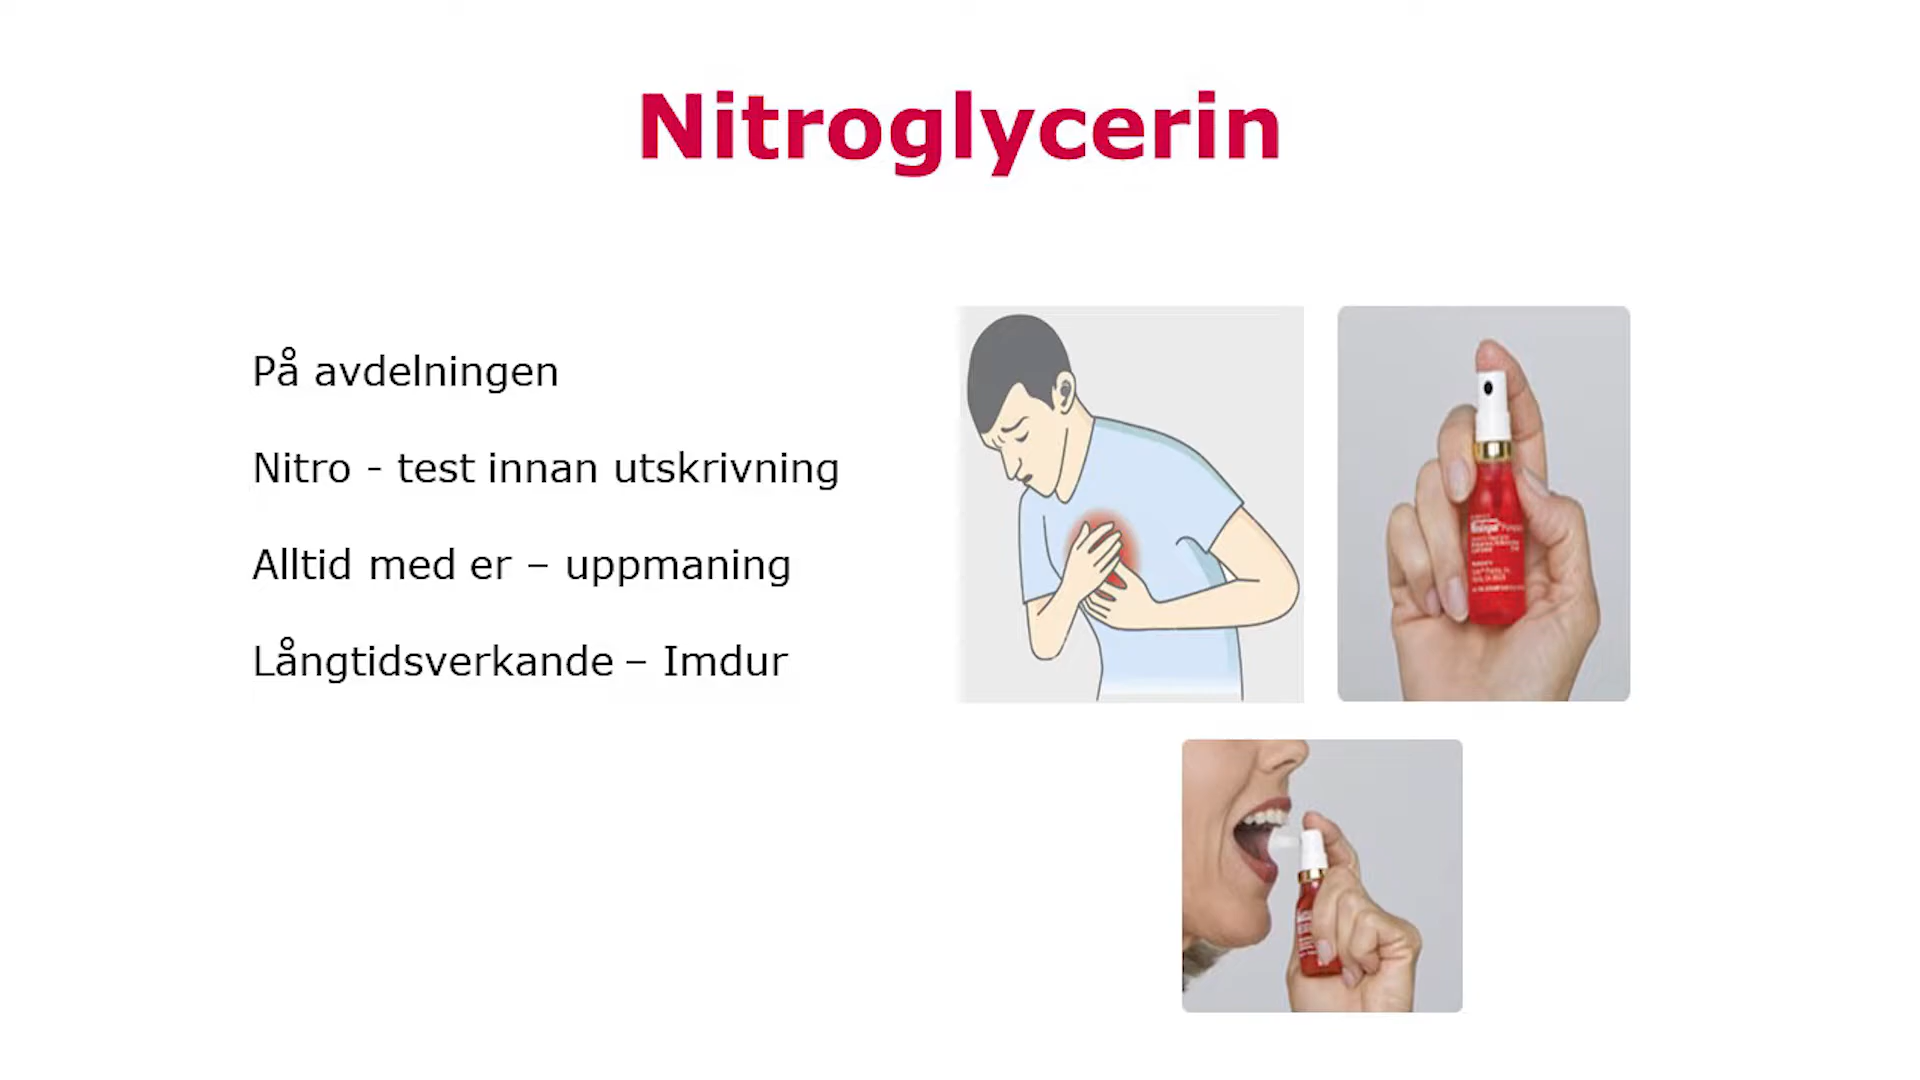 Nitroglycerin
På avdelningen
Nitro - test innan utskrivning
Alltid med er – uppmaning
Långtidsverkande – Imdur